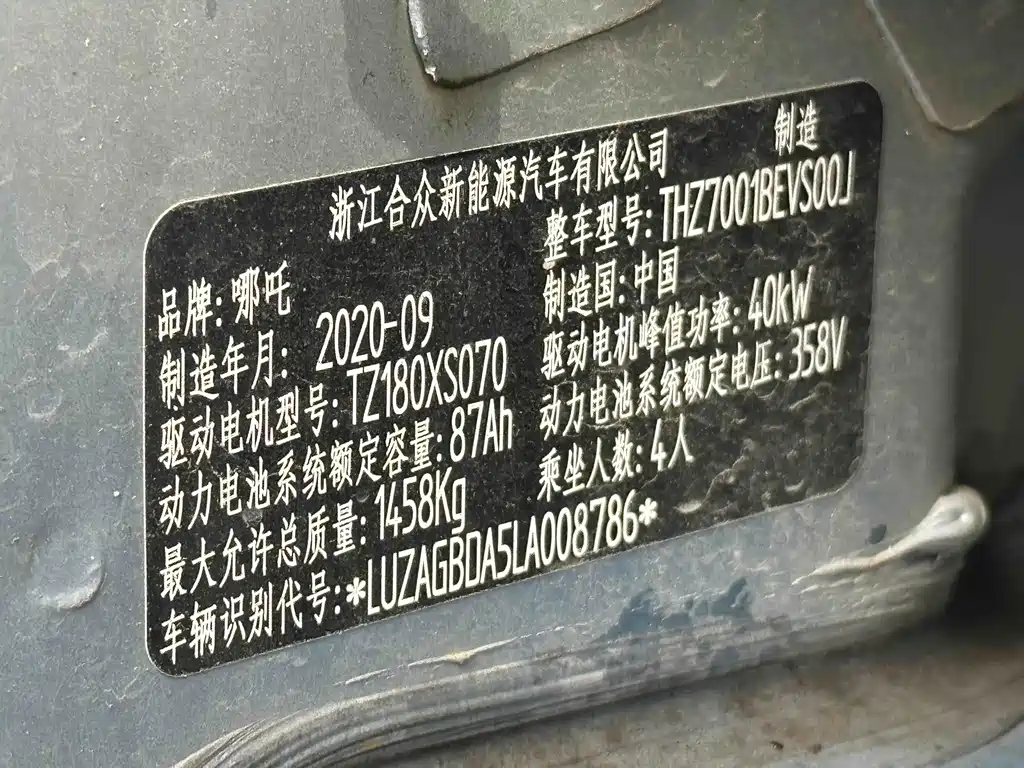 浙江合众新能源汽车有限公司 制造
品牌:哪吒 整车型号:THZ7001BEVS00J
制造年月: 2020-09 制造国:中国
驱动电机型号:TZ180XS070 驱动电机峰值功率:40kW
动力电池系统额定容量:87Ah 动力电池系统额定电压:358V
最大允许总质量:1458Kg 乘坐人数:4人
车辆识别代号:*LUZAGBDA5LA008786*